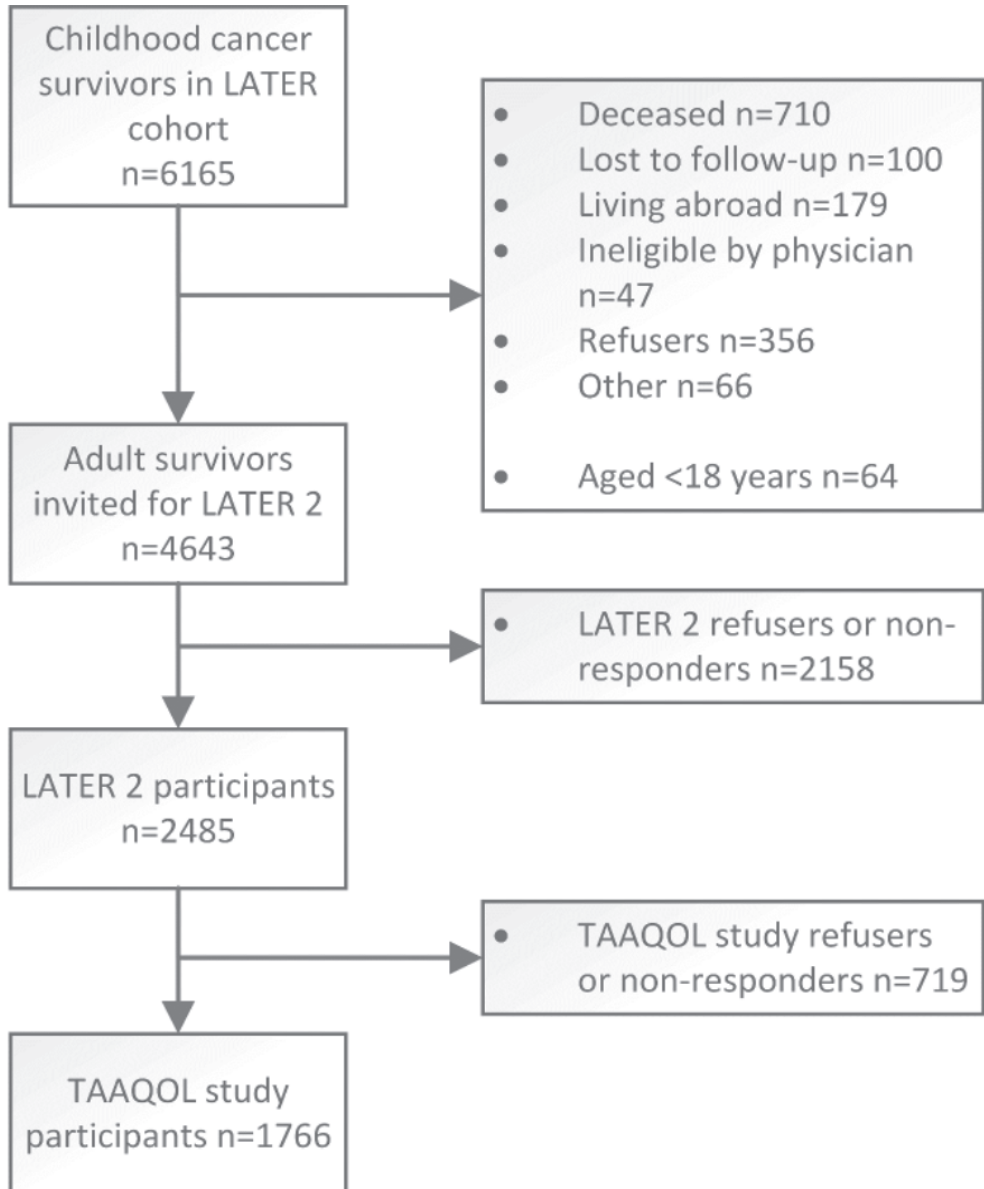 Childhood cancer
survivors in LATER
cohort
n=6165
• Deceased n=710
• Lost to follow-up n=100
• Living abroad n=179
• Ineligible by physician
n=47
• Refusers n=356
• Other n=66
• Aged <18 years n=64
Adult survivors
invited for LATER 2
n=4643
• LATER 2 refusers or non-
responders n=2158
LATER 2 participants
n=2485
• TAAQOL study refusers
or non-responders n=719
TAAQOL study
participants n=1766